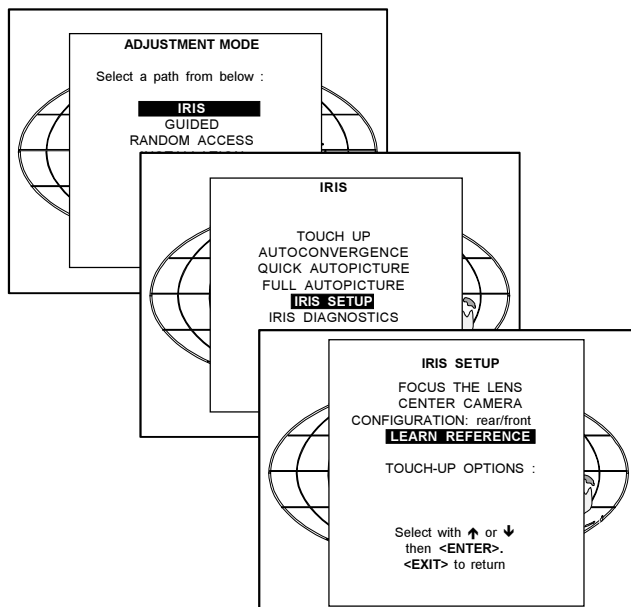 ADJUSTMENT MODE
Select a path from below :
IRIS
GUIDED
RANDOM ACCESS
IRIS
TOUCH UP
AUTOCONVERGENCE
QUICK AUTOPICTURE
FULL AUTOPICTURE
IRIS SETUP
IRIS DIAGNOSTICS
IRIS SETUP
FOCUS THE LENS
CENTER CAMERA
CONFIGURATION: rear/front
LEARN REFERENCE
TOUCH-UP OPTIONS :
Select with ↑ or ↓
then <ENTER>.
<EXIT> to return